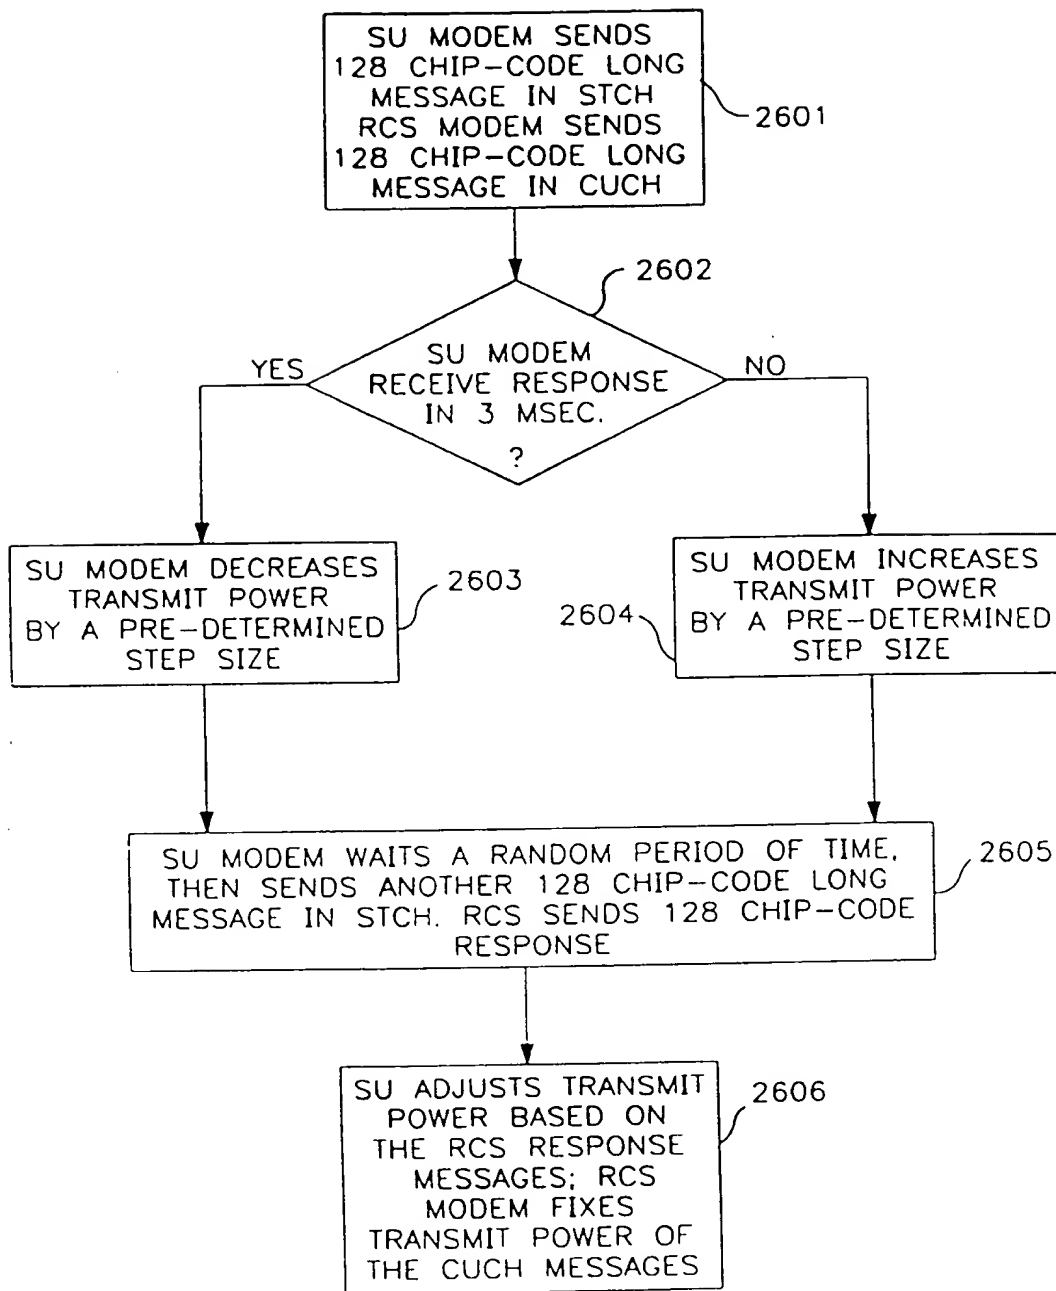 SU MODEM SENDS
128 CHIP-CODE LONG
MESSAGE IN STCH
RCS MODEM SENDS
128 CHIP-CODE LONG
MESSAGE IN CUCH
2601
2602
SU MODEM
RECEIVE RESPONSE
IN 3 MSEC.
?
YES
NO
SU MODEM DECREASES
TRANSMIT POWER
BY A PRE-DETERMINED
STEP SIZE
2603
2604
SU MODEM INCREASES
TRANSMIT POWER
BY A PRE-DETERMINED
STEP SIZE
SU MODEM WAITS A RANDOM PERIOD OF TIME,
THEN SENDS ANOTHER 128 CHIP-CODE LONG
MESSAGE IN STCH. RCS SENDS 128 CHIP-CODE
RESPONSE
2605
SU ADJUSTS TRANSMIT
POWER BASED ON
THE RCS RESPONSE
MESSAGES; RCS
MODEM FIXES
TRANSMIT POWER OF
THE CUCH MESSAGES
2606